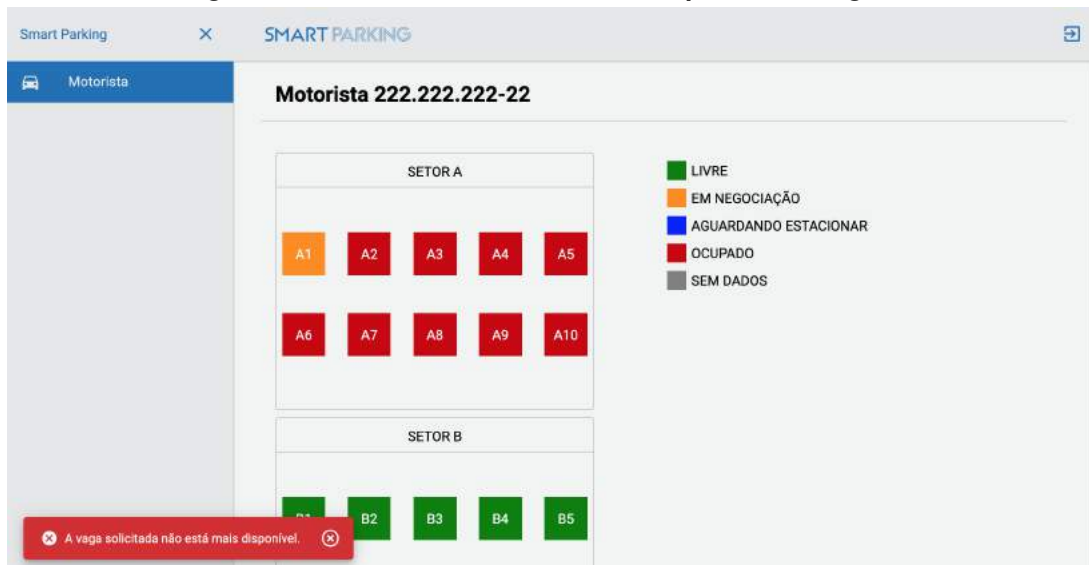 Smart Parking
SMART PARKING
Motorista
Motorista 222.222.222-22
SETOR A
A1 A2 A3 A4 A5
A6 A7 A8 A9 A10
LIVRE
EM NEGOCIAÇÃO
AGUARDANDO ESTACIONAR
OCUPADO
SEM DADOS
SETOR B
B2 B3 B4 B5
A vaga solicitada não está mais disponível.